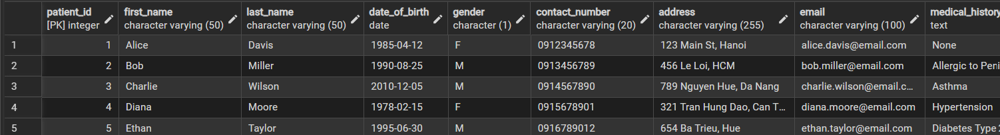 patient_id first_name last_name date_of_birth gender contact_number address email medical_history
[PK] integer character varying (50) character varying (50) date character (1) character varying (20) character varying (255) character varying (100) text
1 1 Alice Davis 1985-04-12 F 0912345678 123 Main St, Hanoi alice.davis@email.com None
2 2 Bob Miller 1990-08-25 M 0913456789 456 Le Loi, HCM bob.miller@email.com Allergic to Peni
3 3 Charlie Wilson 2010-12-05 M 0914567890 789 Nguyen Hue, Da Nang charlie.wilson@email.c... Asthma
4 4 Diana Moore 1978-02-15 F 0915678901 321 Tran Hung Dao, Can T... diana.moore@email.com Hypertension
5 5 Ethan Taylor 1995-06-30 M 0916789012 654 Ba Trieu, Hue ethan.taylor@email.com Diabetes Type 2